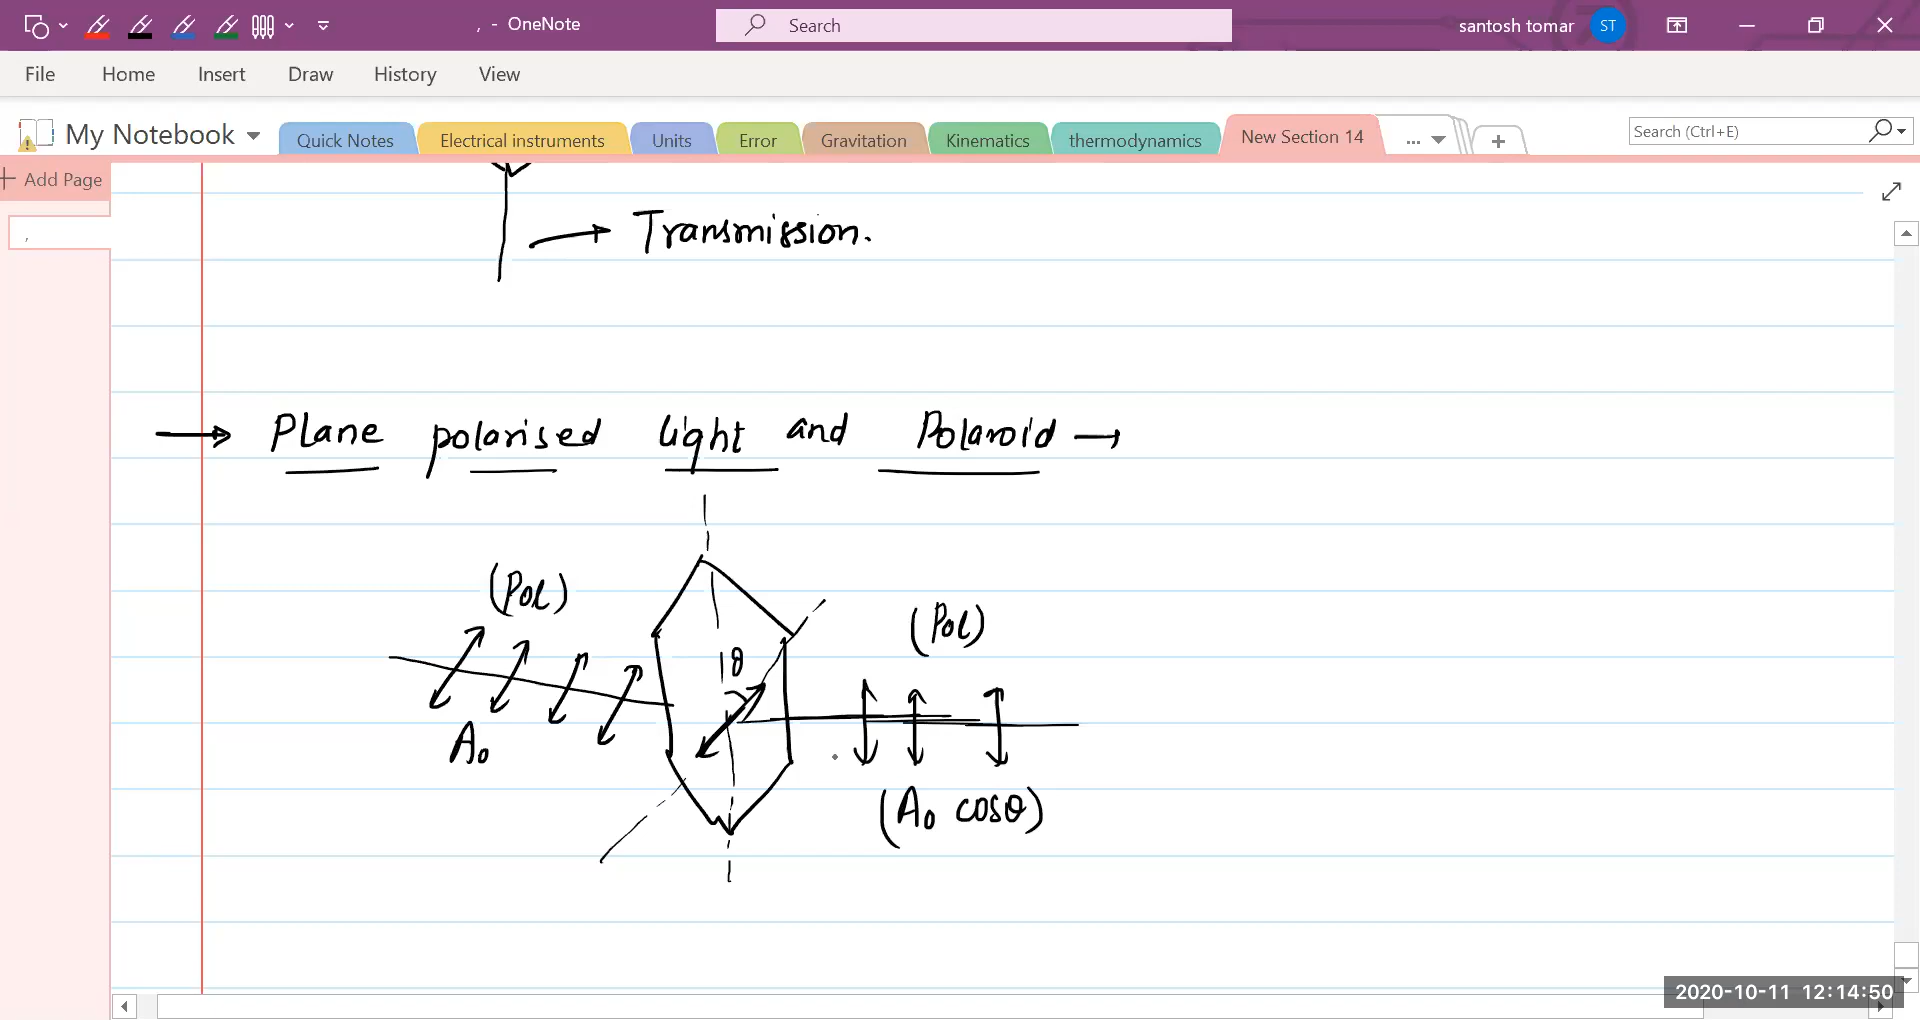 , - OneNote
Search
santosh tomar
ST
File Home Insert Draw History View
My Notebook
Quick Notes
Electrical instruments
Units
Error
Gravitation
Kinematics
thermodynamics
New Section 14
...
+
Search (Ctrl+E)
+ Add Page
,
→ Transmission.
→ Plane polarised light and Polaroid →
(Pol)
(Pol)
θ
A₀
(A₀ cosθ)
2020-10-11 12:14:50